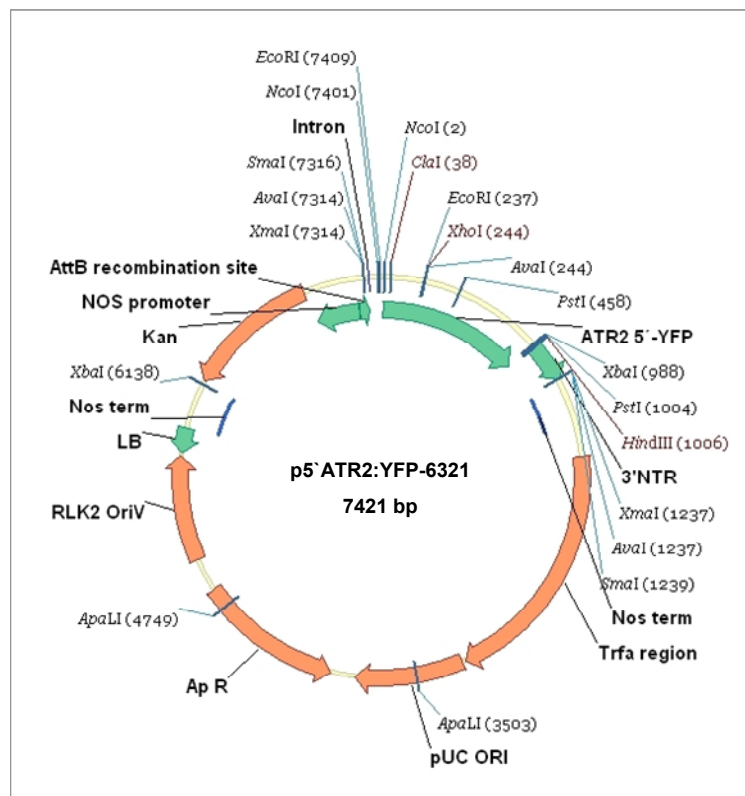 EcoRI (7409)
NcoI (7401)
Intron
NcoI (2)
SmaI (7316)
ClaI (38)
AvaI (7314)
EcoRI (237)
XmaI (7314)
XhoI (244)
AttB recombination site
AvaI (244)
NOS promoter
PstI (458)
Kan
ATR2 5´-YFP
XbaI (6138)
XbaI (988)
Nos term
PstI (1004)
LB
HindIII (1006)
p5`ATR2:YFP-6321
3'NTR
7421 bp
RLK2 OriV
XmaI (1237)
AvaI (1237)
SmaI (1239)
ApaLI (4749)
Nos term
Trfa region
Ap R
ApaLI (3503)
pUC ORI